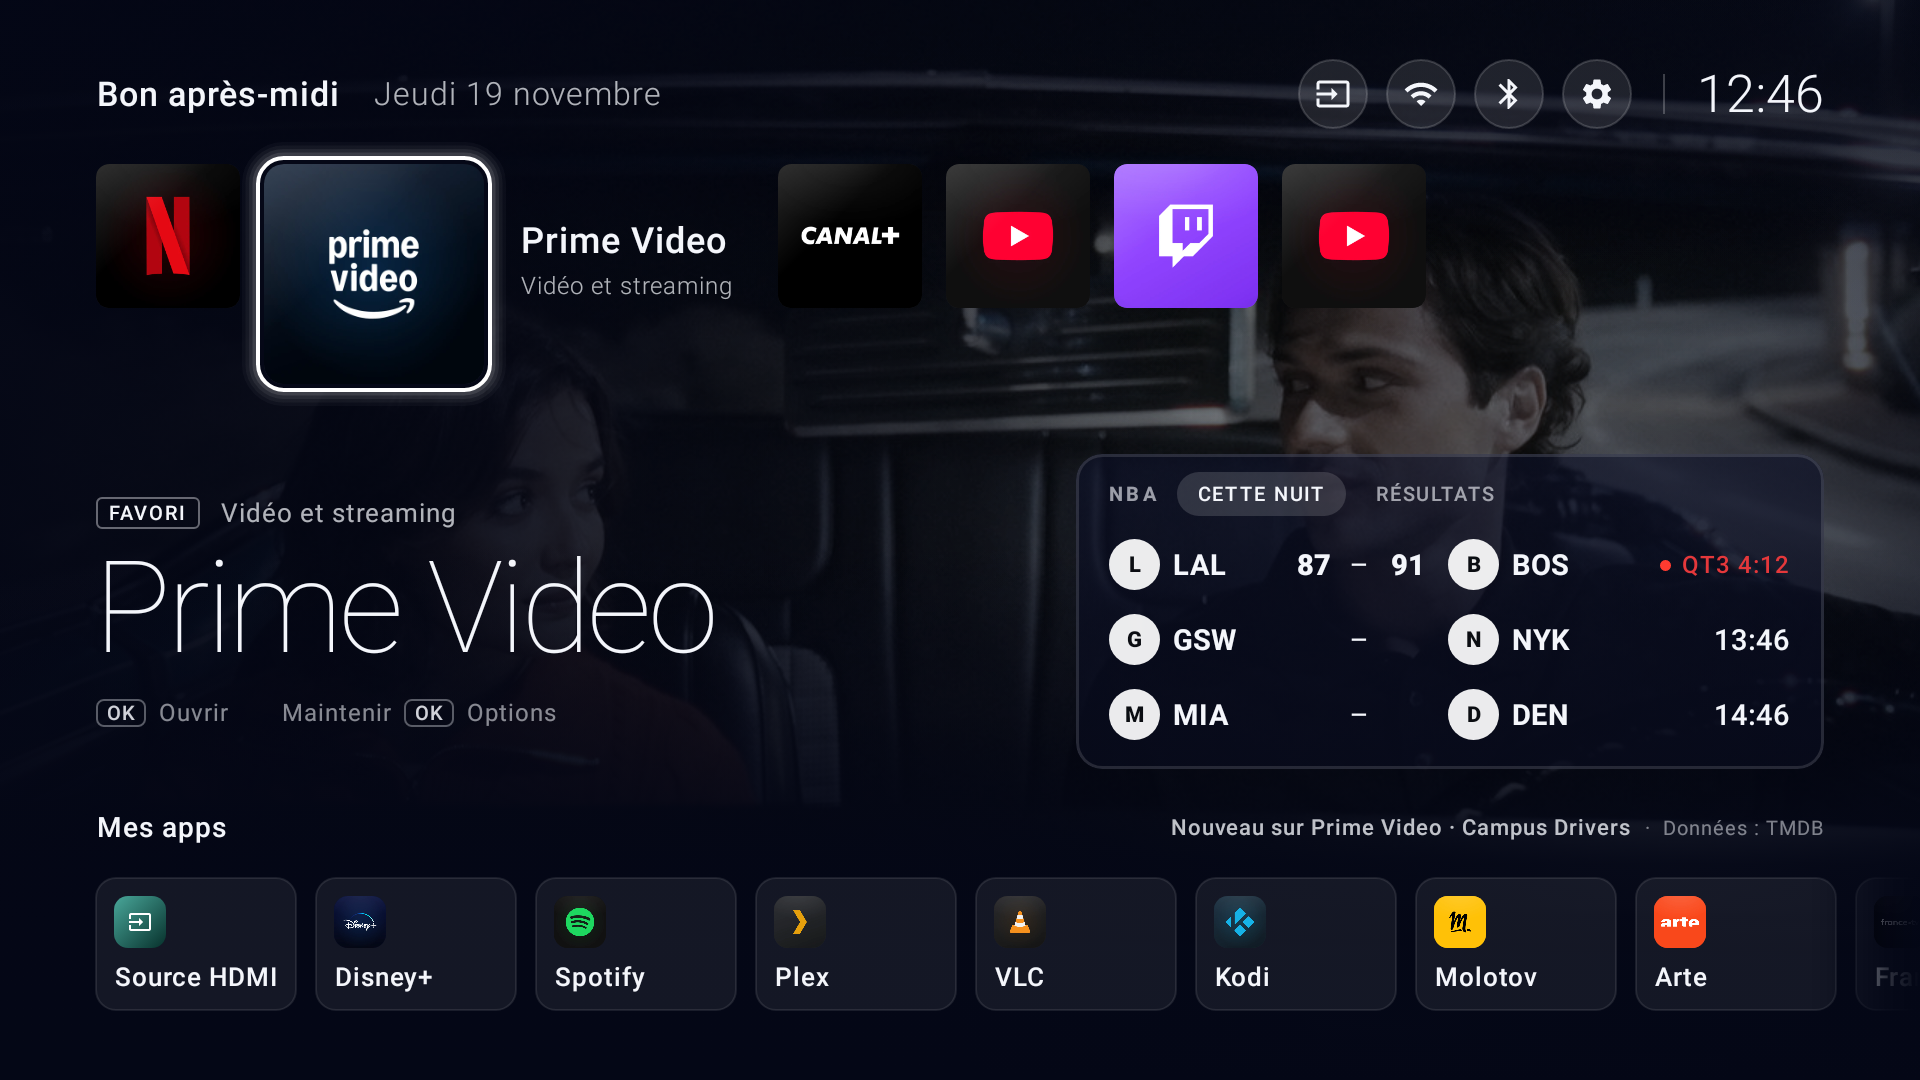 Bon après-midi Jeudi 19 novembre
12:46
prime video
Prime Video
Vidéo et streaming
CANAL+
FAVORI Vidéo et streaming
Prime Video
OK Ouvrir Maintenir OK Options
NBA CETTE NUIT RÉSULTATS
L LAL 87 – 91 B BOS • QT3 4:12
G GSW – N NYK 13:46
M MIA – D DEN 14:46
Mes apps
Nouveau sur Prime Video · Campus Drivers · Données : TMDB
Disney+
arte
Source HDMI
Disney+
Spotify
Plex
VLC
Kodi
Molotov
Arte